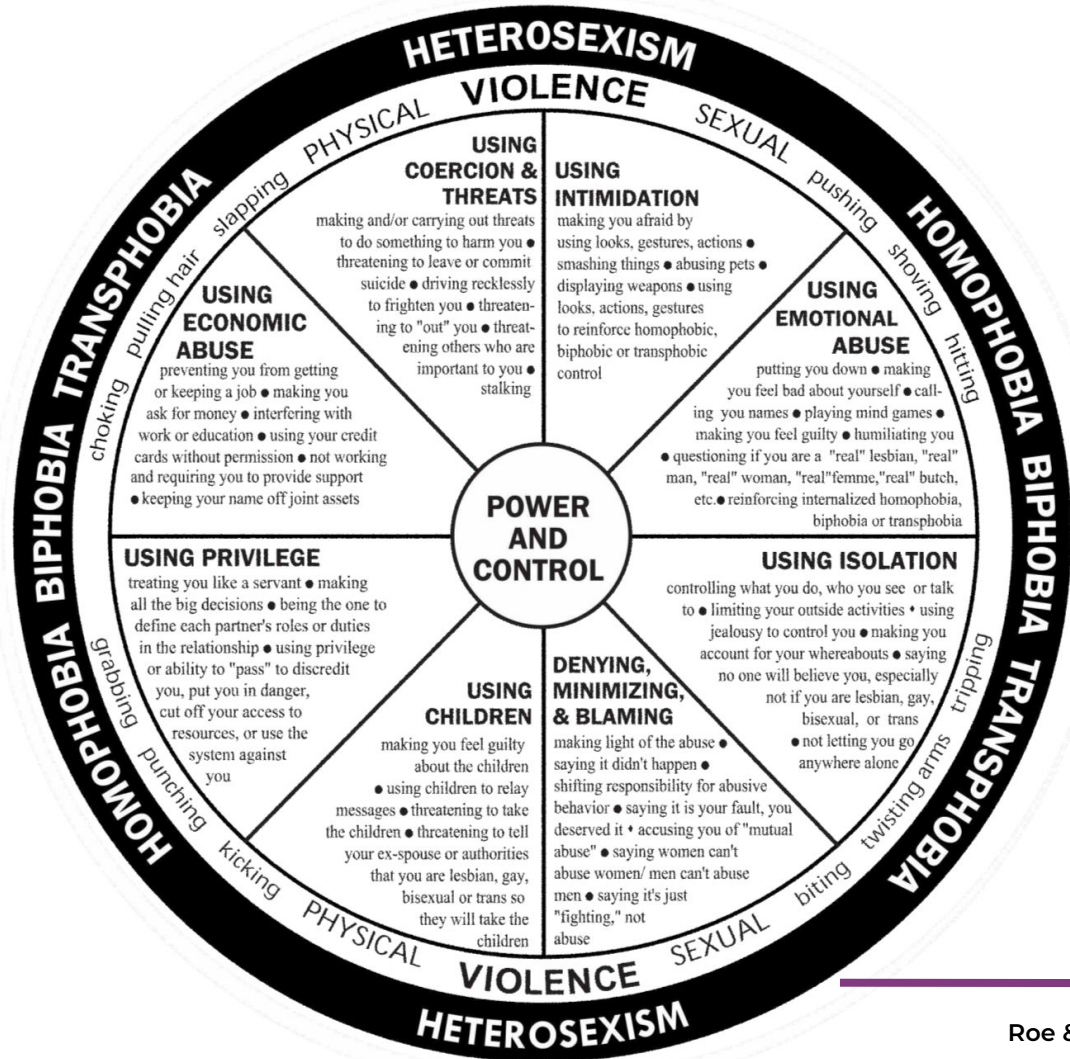 HETEROSEXISM
HOMOPHOBIA BIPHOBIA TRANSPHOBIA
HOMOPHOBIA BIPHOBIA TRANSPHOBIA
PHYSICAL VIOLENCE SEXUAL
choking pulling hair slapping
pushing shoving hitting
USING
COERCION &
THREATS
making and/or carrying out threats
to do something to harm you ●
threatening to leave or commit
suicide ● driving recklessly
to frighten you ● threaten-
ing to "out" you ● threat-
ening others who are
important to you ●
stalking
USING
INTIMIDATION
making you afraid by
using looks, gestures, actions ●
smashing things ● abusing pets ●
displaying weapons ● using
looks, actions, gestures
to reinforce homophobic,
biphobic or transphobic
control
USING
ECONOMIC
ABUSE
preventing you from getting
or keeping a job ● making you
ask for money ● interfering with
work or education ● using your credit
cards without permission ● not working
and requiring you to provide support
● keeping your name off joint assets
USING
EMOTIONAL
ABUSE
putting you down ● making
you feel bad about yourself ● call-
ing you names ● playing mind games ●
making you feel guilty ● humiliating you
● questioning if you are a "real" lesbian, "real"
man, "real" woman, "real"femme,"real" butch,
etc.● reinforcing internalized homophobia,
biphobia or transphobia
POWER
AND
CONTROL
USING PRIVILEGE
treating you like a servant ● making
all the big decisions ● being the one to
define each partner's roles or duties
in the relationship ● using privilege
or ability to "pass" to discredit
you, put you in danger,
cut off your access to
resources, or use the
system against
you
USING ISOLATION
controlling what you do, who you see or talk
to ● limiting your outside activities • using
jealousy to control you ● making you
account for your whereabouts ● saying
no one will believe you, especially
not if you are lesbian, gay,
bisexual, or trans
● not letting you go
anywhere alone
USING
CHILDREN
making you feel guilty
about the children
● using children to relay
messages ● threatening to take
the children ● threatening to tell
your ex-spouse or authorities
that you are lesbian, gay,
bisexual or trans so
they will take the
children
DENYING,
MINIMIZING,
& BLAMING
making light of the abuse ●
saying it didn't happen ●
shifting responsibility for abusive
behavior ● saying it is your fault, you
deserved it • accusing you of "mutual
abuse" ● saying women can't
abuse women/ men can't abuse
men ● saying it's just
"fighting," not
abuse
grabbing punching kicking
tripping twisting arms biting
PHYSICAL VIOLENCE SEXUAL
HETEROSEXISM
Roe &